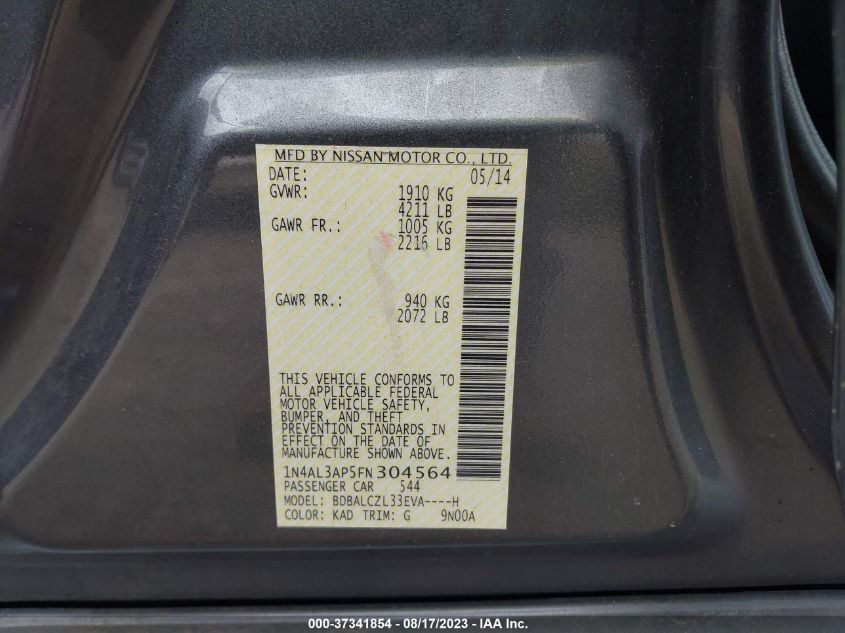 MFD BY NISSAN MOTOR CO., LTD.
DATE: 05/14
GVWR: 1910 KG
4211 LB
GAWR FR.: 1005 KG
2216 LB
GAWR RR.: 940 KG
2072 LB
THIS VEHICLE CONFORMS TO
ALL APPLICABLE FEDERAL
MOTOR VEHICLE SAFETY,
BUMPER, AND THEFT
PREVENTION STANDARDS IN
EFFECT ON THE DATE OF
MANUFACTURE SHOWN ABOVE.
1N4AL3AP5FN 304564
PASSENGER CAR 544
MODEL: BDBALCZL33EVA----H
COLOR: KAD TRIM: G 9N00A
000-37341854 - 08/17/2023 - IAA Inc.